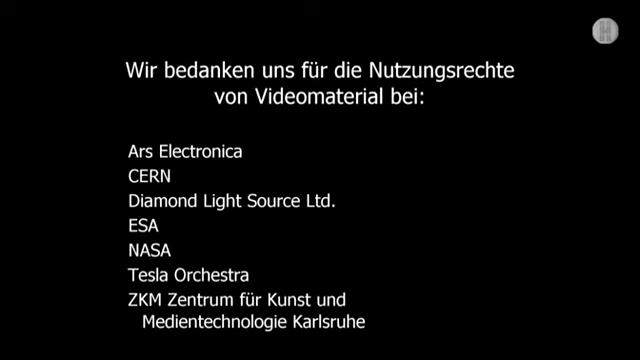 Wir bedanken uns für die Nutzungsrechte
von Videomaterial bei:
Ars Electronica
CERN
Diamond Light Source Ltd.
ESA
NASA
Tesla Orchestra
ZKM Zentrum für Kunst und
Medientechnologie Karlsruhe